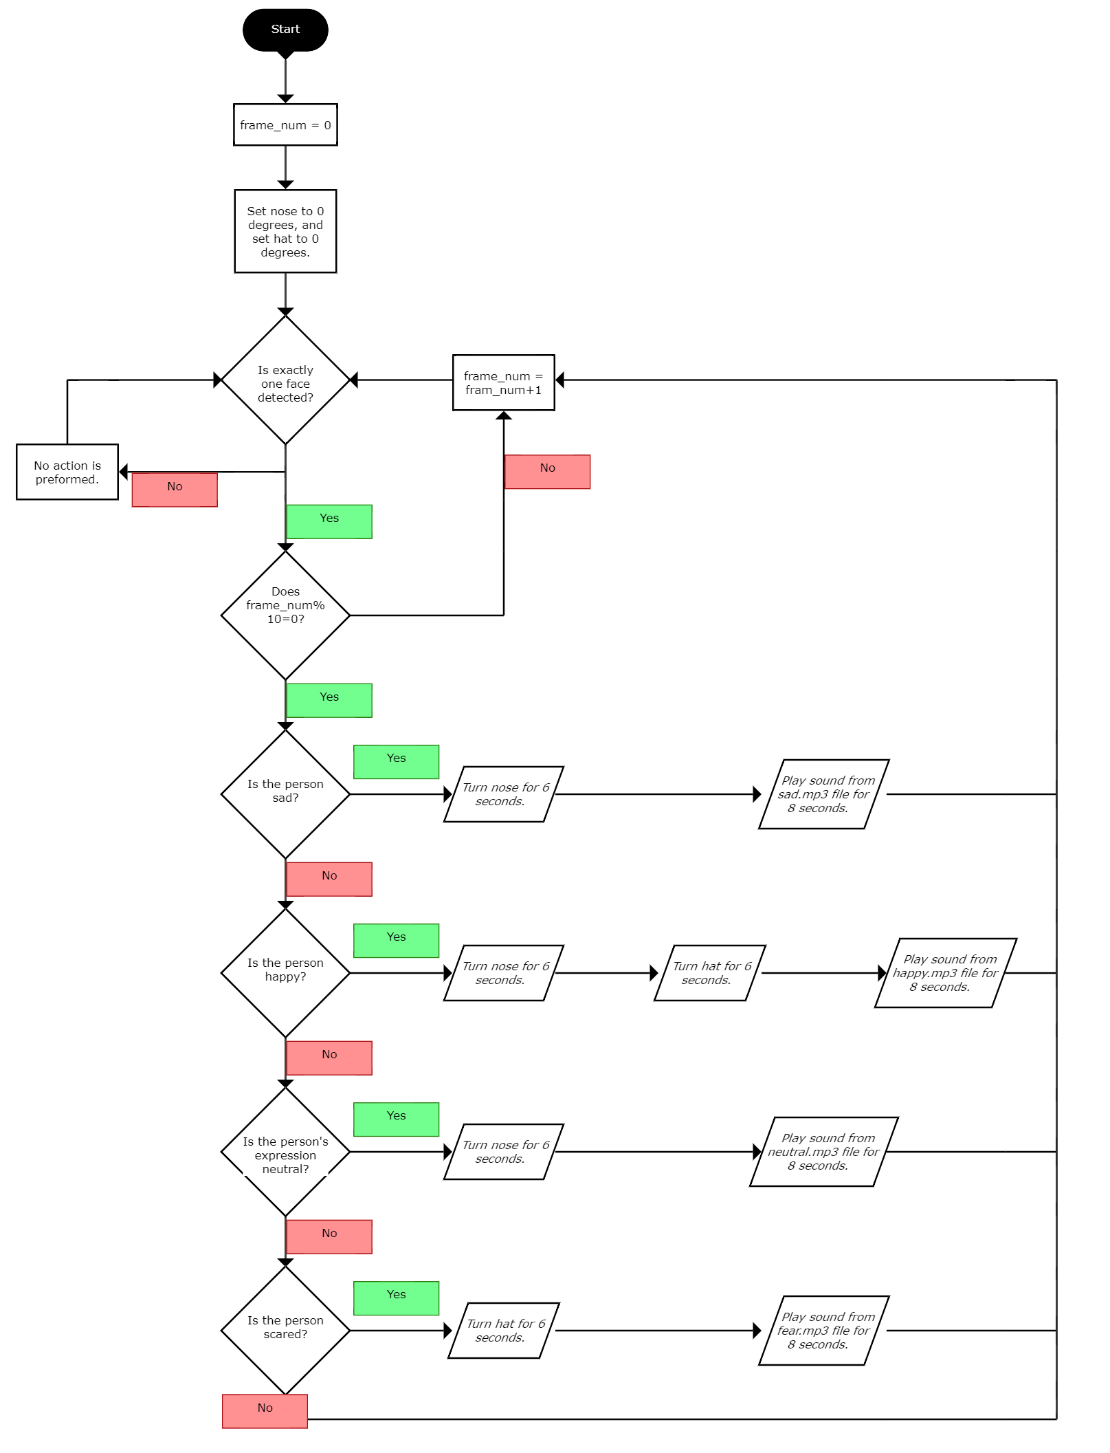 Start
frame_num = 0
Set nose to 0
degrees, and
set hat to 0
degrees.
Is exactly
one face
detected?
frame_num =
fram_num+1
No action is
preformed.
No
No
Yes
Does
frame_num%
10=0?
Yes
Is the person
sad?
Yes
Turn nose for 6
seconds.
Play sound from
sad.mp3 file for
8 seconds.
No
Is the person
happy?
Yes
Turn nose for 6
seconds.
Turn hat for 6
seconds.
Play sound from
happy.mp3 file for
8 seconds.
No
Is the person's
expression
neutral?
Yes
Turn nose for 6
seconds.
Play sound from
neutral.mp3 file for
8 seconds.
No
Is the person
scared?
Yes
Turn hat for 6
seconds.
Play sound from
fear.mp3 file for
8 seconds.
No